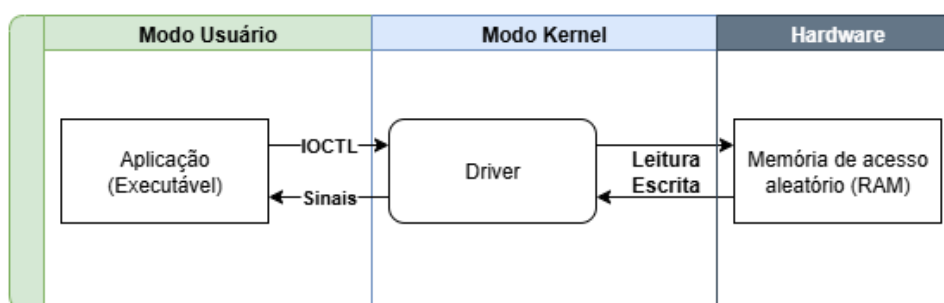 Modo Usuário
Modo Kernel
Hardware
Aplicação
(Executável)
IOCTL
Sinais
Driver
Leitura
Escrita
Memória de acesso
aleatório (RAM)